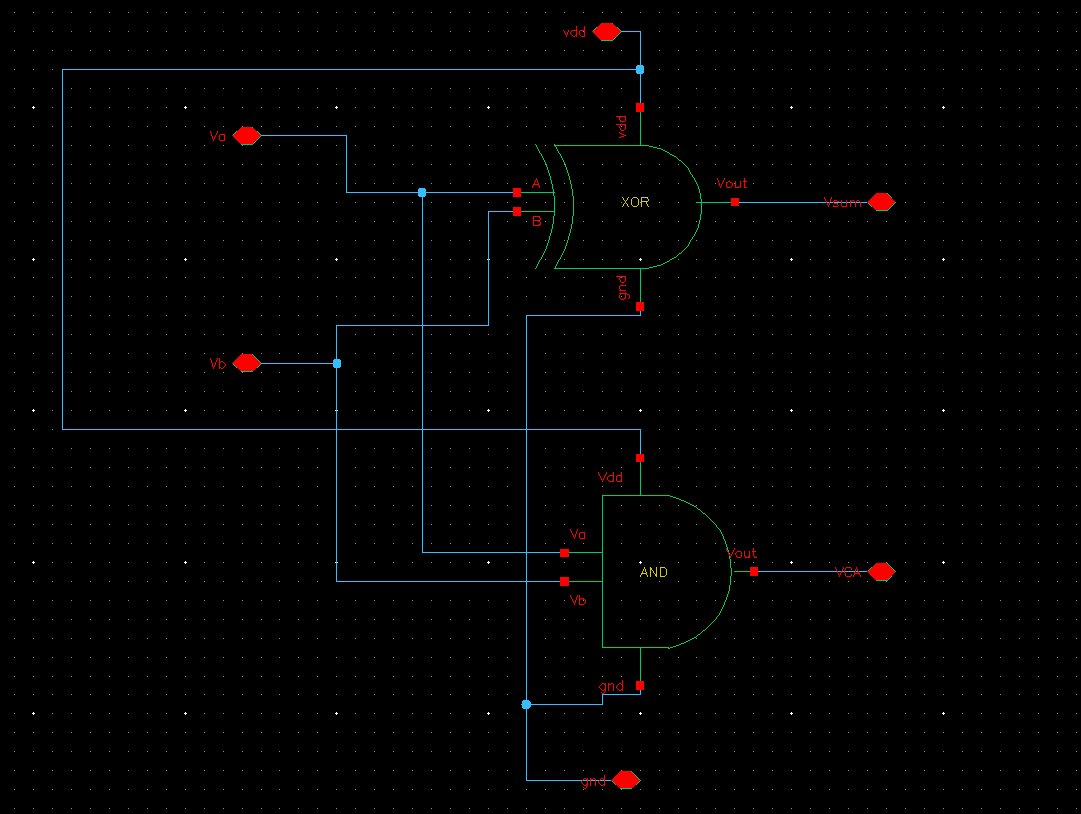 vdd
vdd
Va
A
Vout
XOR
Vsum
B
gnd
Vb
Vdd
Va
Vout
AND
VCA
Vb
gnd
gnd